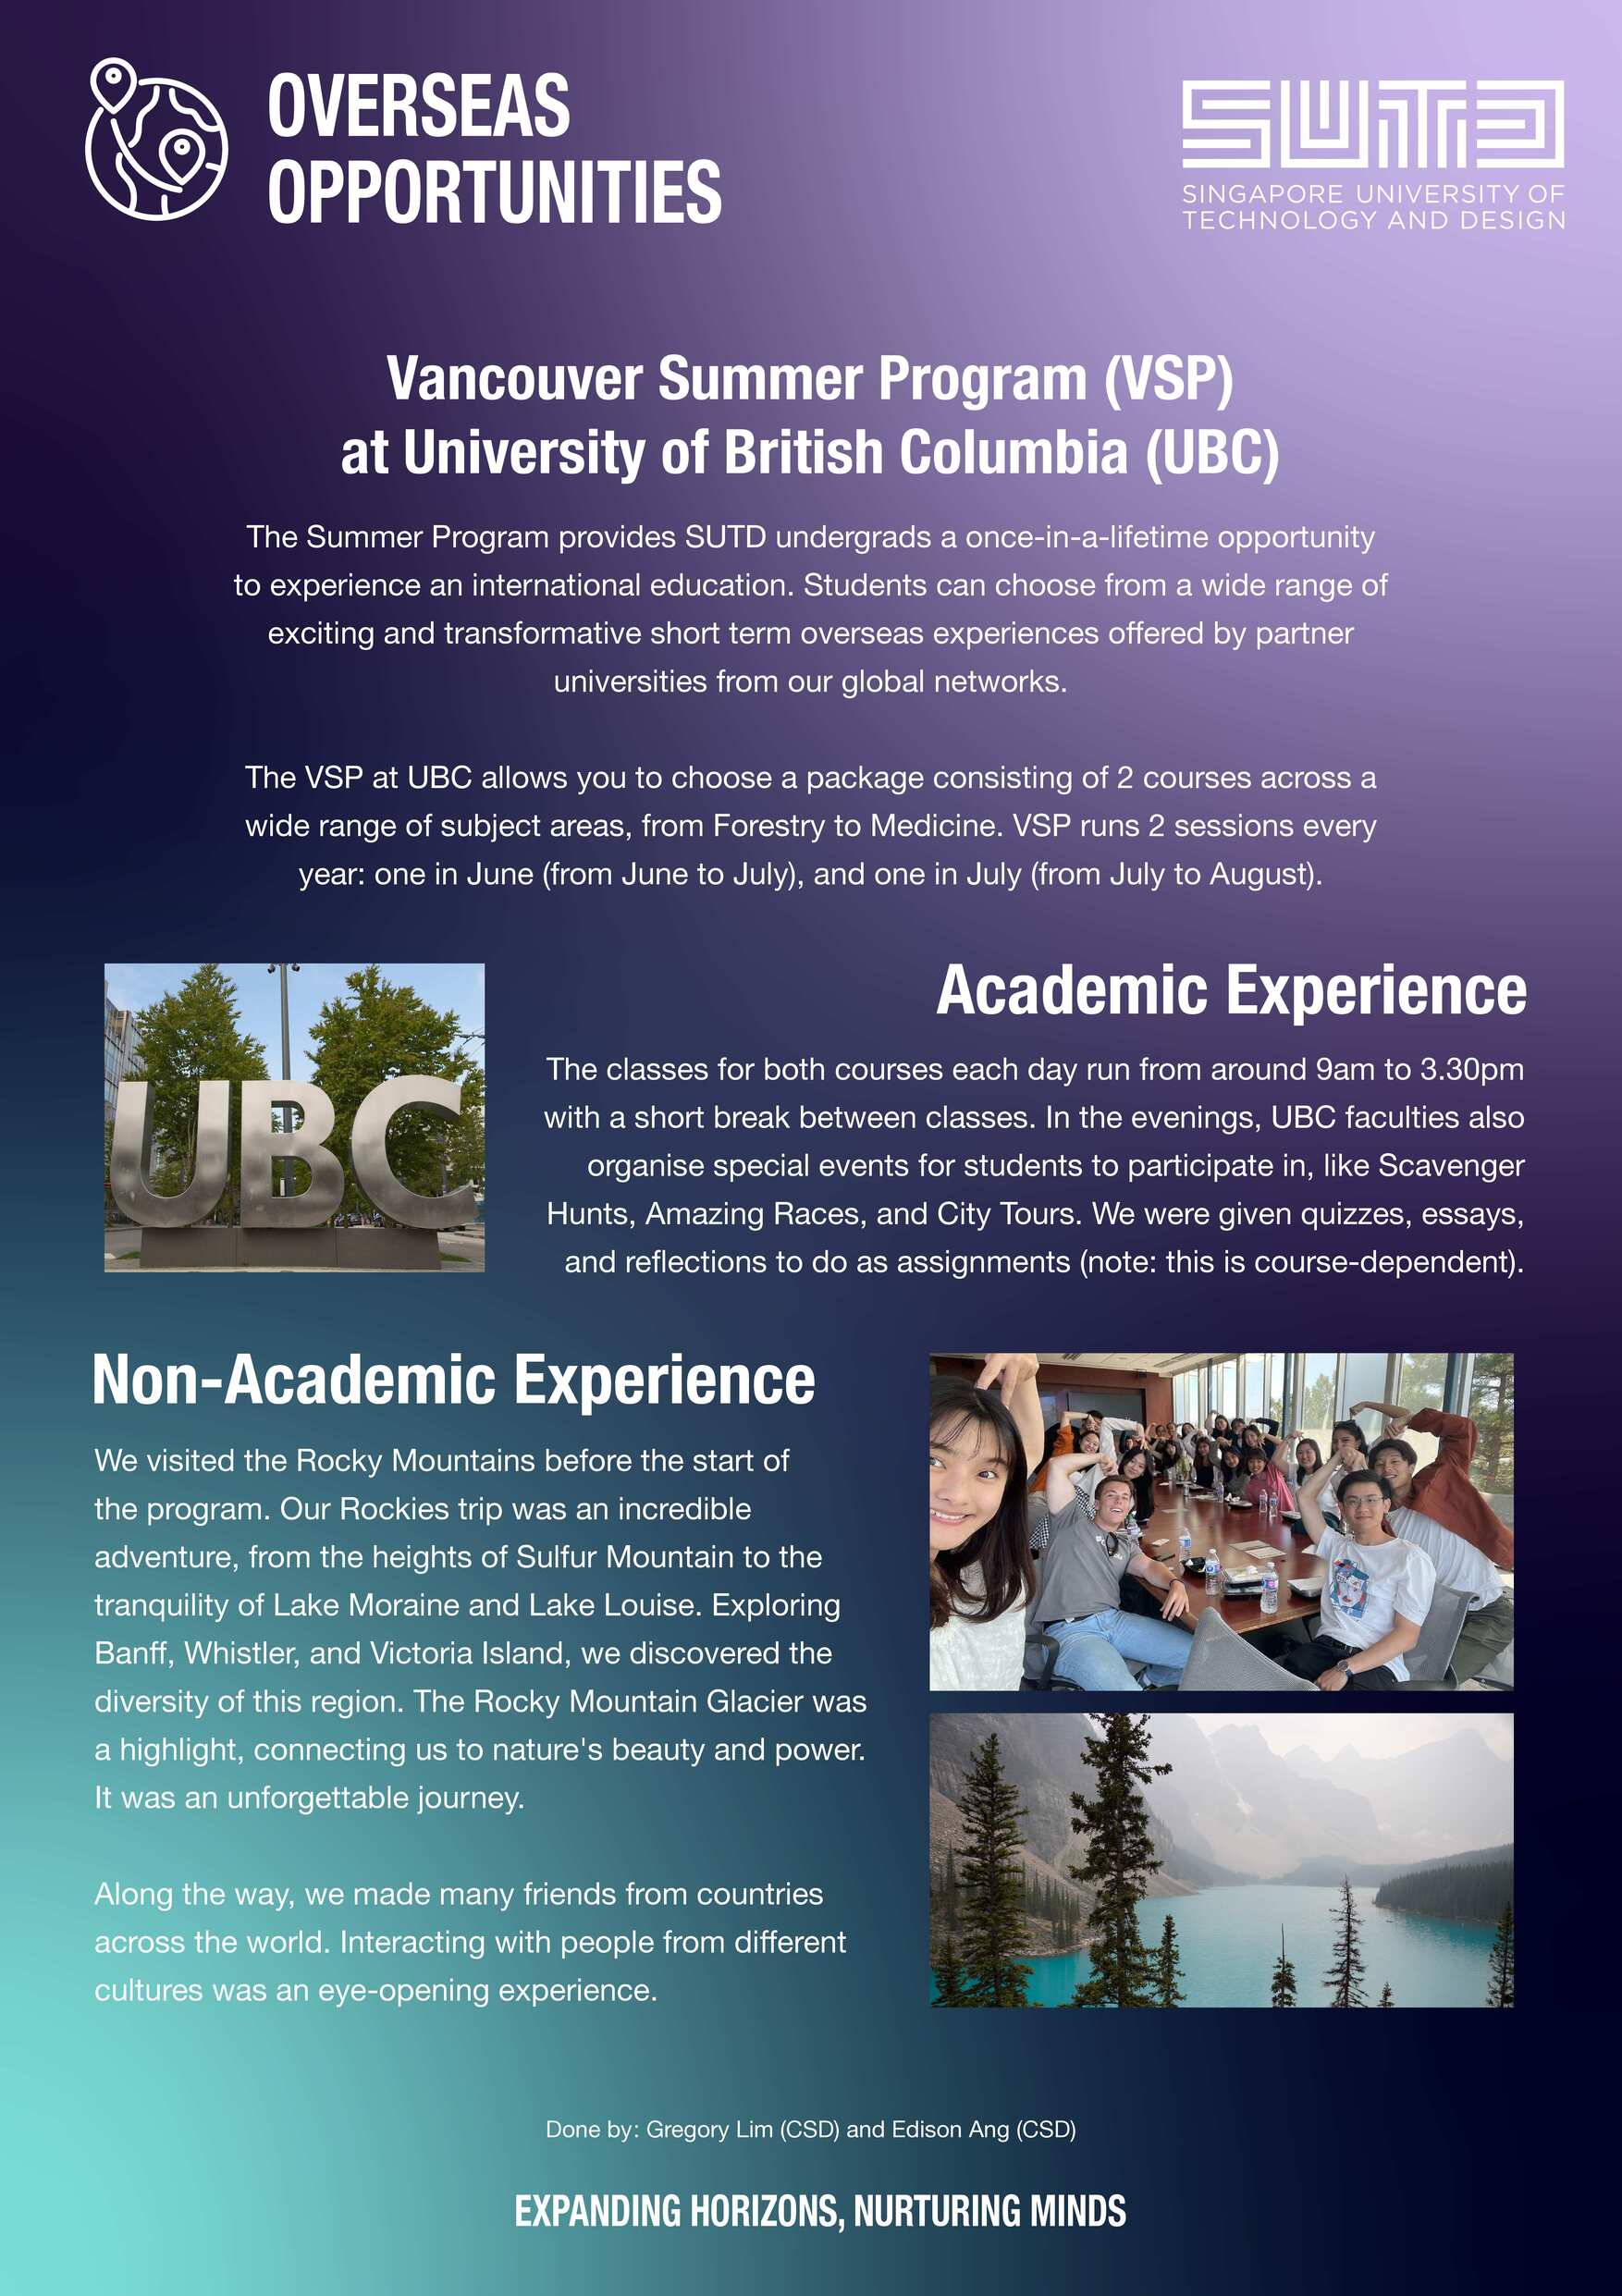 OVERSEAS
OPPORTUNITIES
SUTD
SINGAPORE UNIVERSITY OF
TECHNOLOGY AND DESIGN
Vancouver Summer Program (VSP)
at University of British Columbia (UBC)
The Summer Program provides SUTD undergrads a once-in-a-lifetime opportunity
to experience an international education. Students can choose from a wide range of
exciting and transformative short term overseas experiences offered by partner
universities from our global networks.
The VSP at UBC allows you to choose a package consisting of 2 courses across a
wide range of subject areas, from Forestry to Medicine. VSP runs 2 sessions every
year: one in June (from June to July), and one in July (from July to August).
UBC
Academic Experience
The classes for both courses each day run from around 9am to 3.30pm
with a short break between classes. In the evenings, UBC faculties also
organise special events for students to participate in, like Scavenger
Hunts, Amazing Races, and City Tours. We were given quizzes, essays,
and reflections to do as assignments (note: this is course-dependent).
Non-Academic Experience
We visited the Rocky Mountains before the start of
the program. Our Rockies trip was an incredible
adventure, from the heights of Sulfur Mountain to the
tranquility of Lake Moraine and Lake Louise. Exploring
Banff, Whistler, and Victoria Island, we discovered the
diversity of this region. The Rocky Mountain Glacier was
a highlight, connecting us to nature's beauty and power.
It was an unforgettable journey.
Along the way, we made many friends from countries
across the world. Interacting with people from different
cultures was an eye-opening experience.
Done by: Gregory Lim (CSD) and Edison Ang (CSD)
EXPANDING HORIZONS, NURTURING MINDS